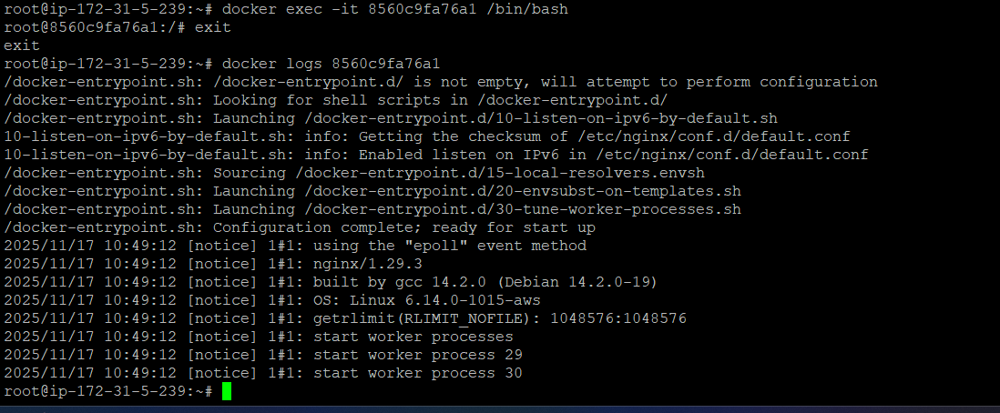 root@ip-172-31-5-239:~# docker exec -it 8560c9fa76a1 /bin/bash
root@8560c9fa76a1:/# exit
exit
root@ip-172-31-5-239:~# docker logs 8560c9fa76a1
/docker-entrypoint.sh: /docker-entrypoint.d/ is not empty, will attempt to perform configuration
/docker-entrypoint.sh: Looking for shell scripts in /docker-entrypoint.d/
/docker-entrypoint.sh: Launching /docker-entrypoint.d/10-listen-on-ipv6-by-default.sh
10-listen-on-ipv6-by-default.sh: info: Getting the checksum of /etc/nginx/conf.d/default.conf
10-listen-on-ipv6-by-default.sh: info: Enabled listen on IPv6 in /etc/nginx/conf.d/default.conf
/docker-entrypoint.sh: Sourcing /docker-entrypoint.d/15-local-resolvers.envsh
/docker-entrypoint.sh: Launching /docker-entrypoint.d/20-envsubst-on-templates.sh
/docker-entrypoint.sh: Launching /docker-entrypoint.d/30-tune-worker-processes.sh
/docker-entrypoint.sh: Configuration complete; ready for start up
2025/11/17 10:49:12 [notice] 1#1: using the "epoll" event method
2025/11/17 10:49:12 [notice] 1#1: nginx/1.29.3
2025/11/17 10:49:12 [notice] 1#1: built by gcc 14.2.0 (Debian 14.2.0-19)
2025/11/17 10:49:12 [notice] 1#1: OS: Linux 6.14.0-1015-aws
2025/11/17 10:49:12 [notice] 1#1: getrlimit(RLIMIT_NOFILE): 1048576:1048576
2025/11/17 10:49:12 [notice] 1#1: start worker processes
2025/11/17 10:49:12 [notice] 1#1: start worker process 29
2025/11/17 10:49:12 [notice] 1#1: start worker process 30
root@ip-172-31-5-239:~#